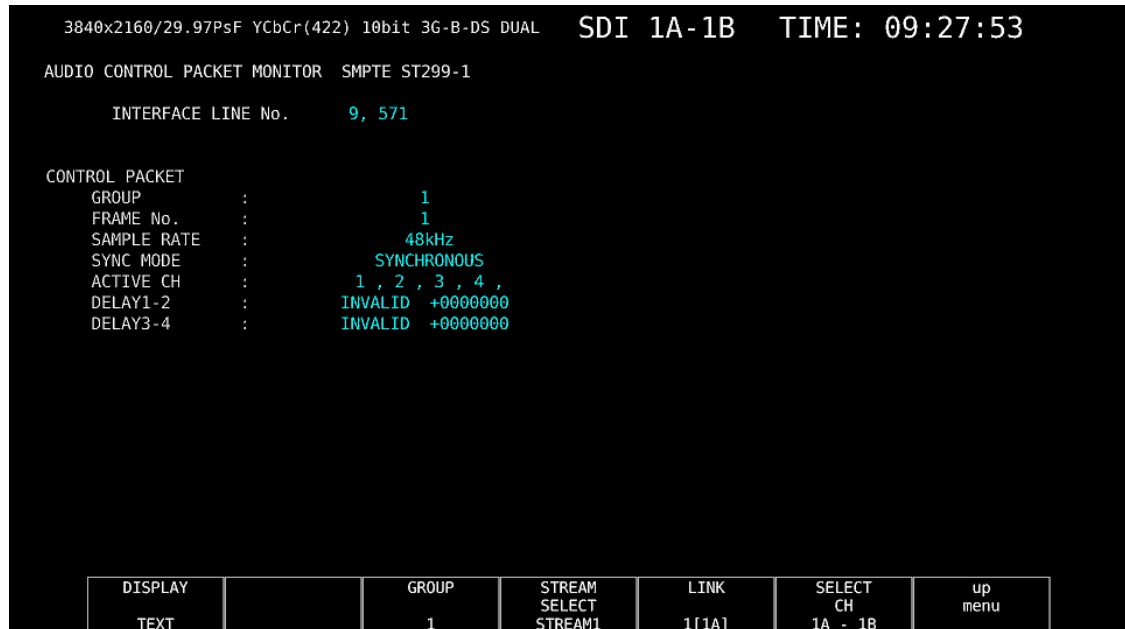 3840x2160/29.97PsF YCbCr(422) 10bit 3G-B-DS DUAL SDI 1A-1B TIME: 09:27:53
AUDIO CONTROL PACKET MONITOR SMPTE ST299-1
INTERFACE LINE No. 9, 571
CONTROL PACKET
GROUP : 1
FRAME No. : 1
SAMPLE RATE : 48kHz
SYNC MODE : SYNCHRONOUS
ACTIVE CH : 1 , 2 , 3 , 4 ,
DELAY1-2 : INVALID +0000000
DELAY3-4 : INVALID +0000000
DISPLAY
TEXT
GROUP
1
STREAM
SELECT
STREAM1
LINK
1[1A]
SELECT
CH
1A - 1B
up
menu